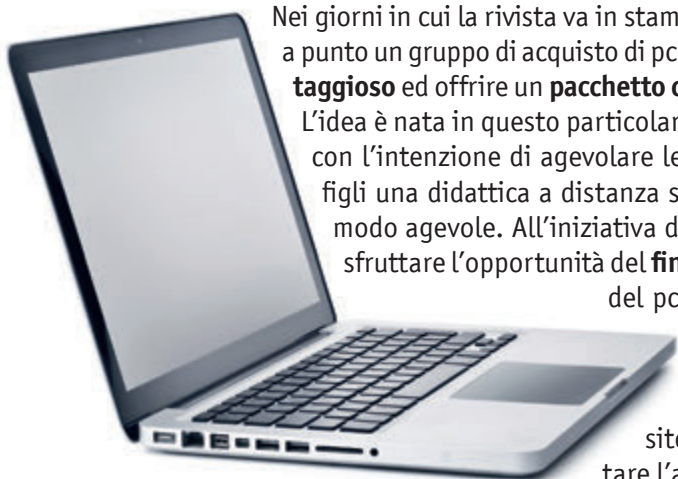 Nei giorni in cui la rivista va in stam
a punto un gruppo di acquisto di pc
taggioso ed offrire un pacchetto
L’idea è nata in questo particolar
con l’intenzione di agevolare le
figli una didattica a distanza s
modo agevole. All’iniziativa d
sfruttare l’opportunità del fin
del pc
sit
tare l’a